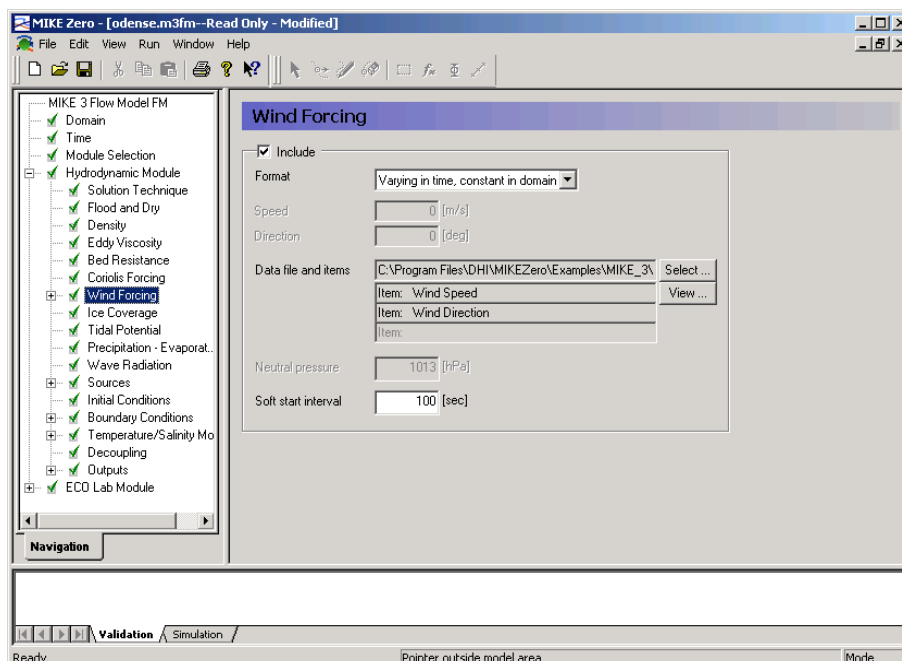 MIKE Zero - [odense.m3fm--Read Only - Modified]
File Edit View Run Window Help
MIKE 3 Flow Model FM
Domain
Time
Module Selection
Hydrodynamic Module
Solution Technique
Flood and Dry
Density
Eddy Viscosity
Bed Resistance
Coriolis Forcing
Wind Forcing
Ice Coverage
Tidal Potential
Precipitation - Evaporat..
Wave Radiation
Sources
Initial Conditions
Boundary Conditions
Temperature/Salinity Mo
Decoupling
Outputs
ECO Lab Module
Navigation
Wind Forcing
Include
Format Varying in time, constant in domain
Speed 0 [m/s]
Direction 0 [deg]
Data file and items C:\Program Files\DHI\MIKEZero\Examples\MIKE_3\ Select ...
Item: Wind Speed View ...
Item: Wind Direction
Item:
Neutral pressure 1013 [hPa]
Soft start interval 100 [sec]
Validation Simulation
Ready Pointer outside model area Mode